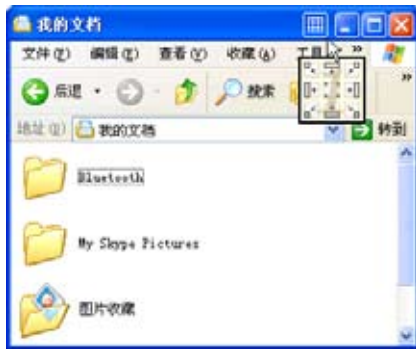 我的文档
文件(F) 编辑(E) 查看(V) 收藏(A) 工具 »
后退 搜索 »
地址(D) 我的文档 转到
Bluetooth
My Skype Pictures
图片收藏